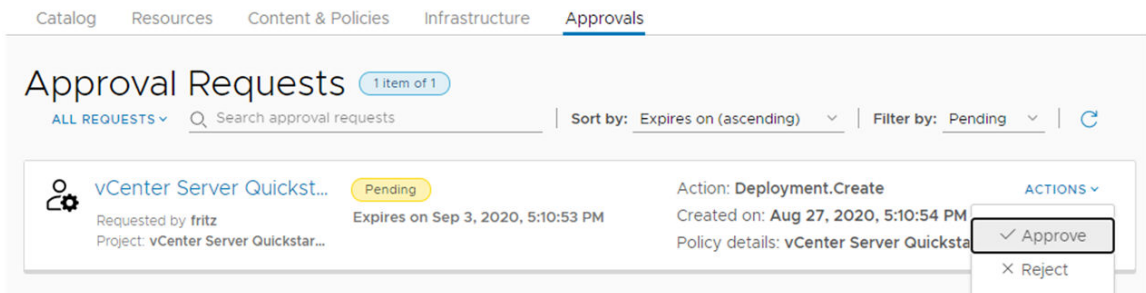 Catalog Resources Content & Policies Infrastructure Approvals
Approval Requests 1 item of 1
ALL REQUESTS Search approval requests Sort by: Expires on (ascending) Filter by: Pending
vCenter Server Quickst... Pending Action: Deployment.Create ACTIONS
Requested by fritz Expires on Sep 3, 2020, 5:10:53 PM Created on: Aug 27, 2020, 5:10:54 PM
Project: vCenter Server Quickstar... Policy details: vCenter Server Quicksta
Approve
Reject